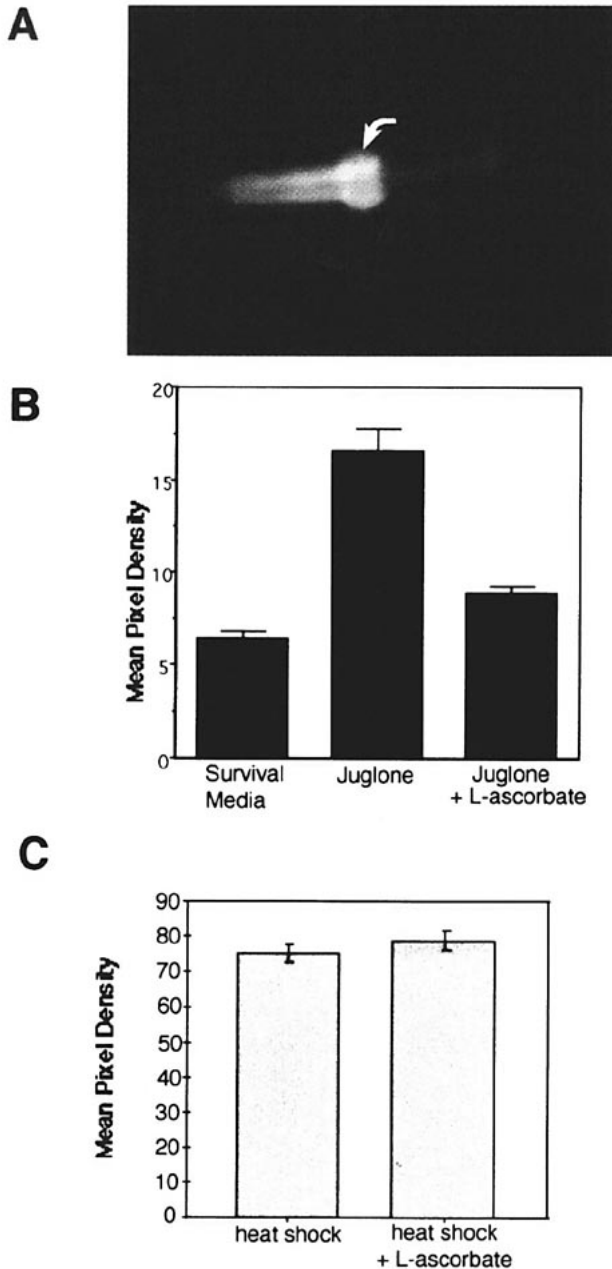 A
B
Mean Pixel Density
20
15
10
5
0
Survival
Media
Juglone
Juglone
+ L-ascorbate
C
Mean Pixel Density
90
80
70
60
50
40
30
20
10
0
heat shock
heat shock
+ L-ascorbate